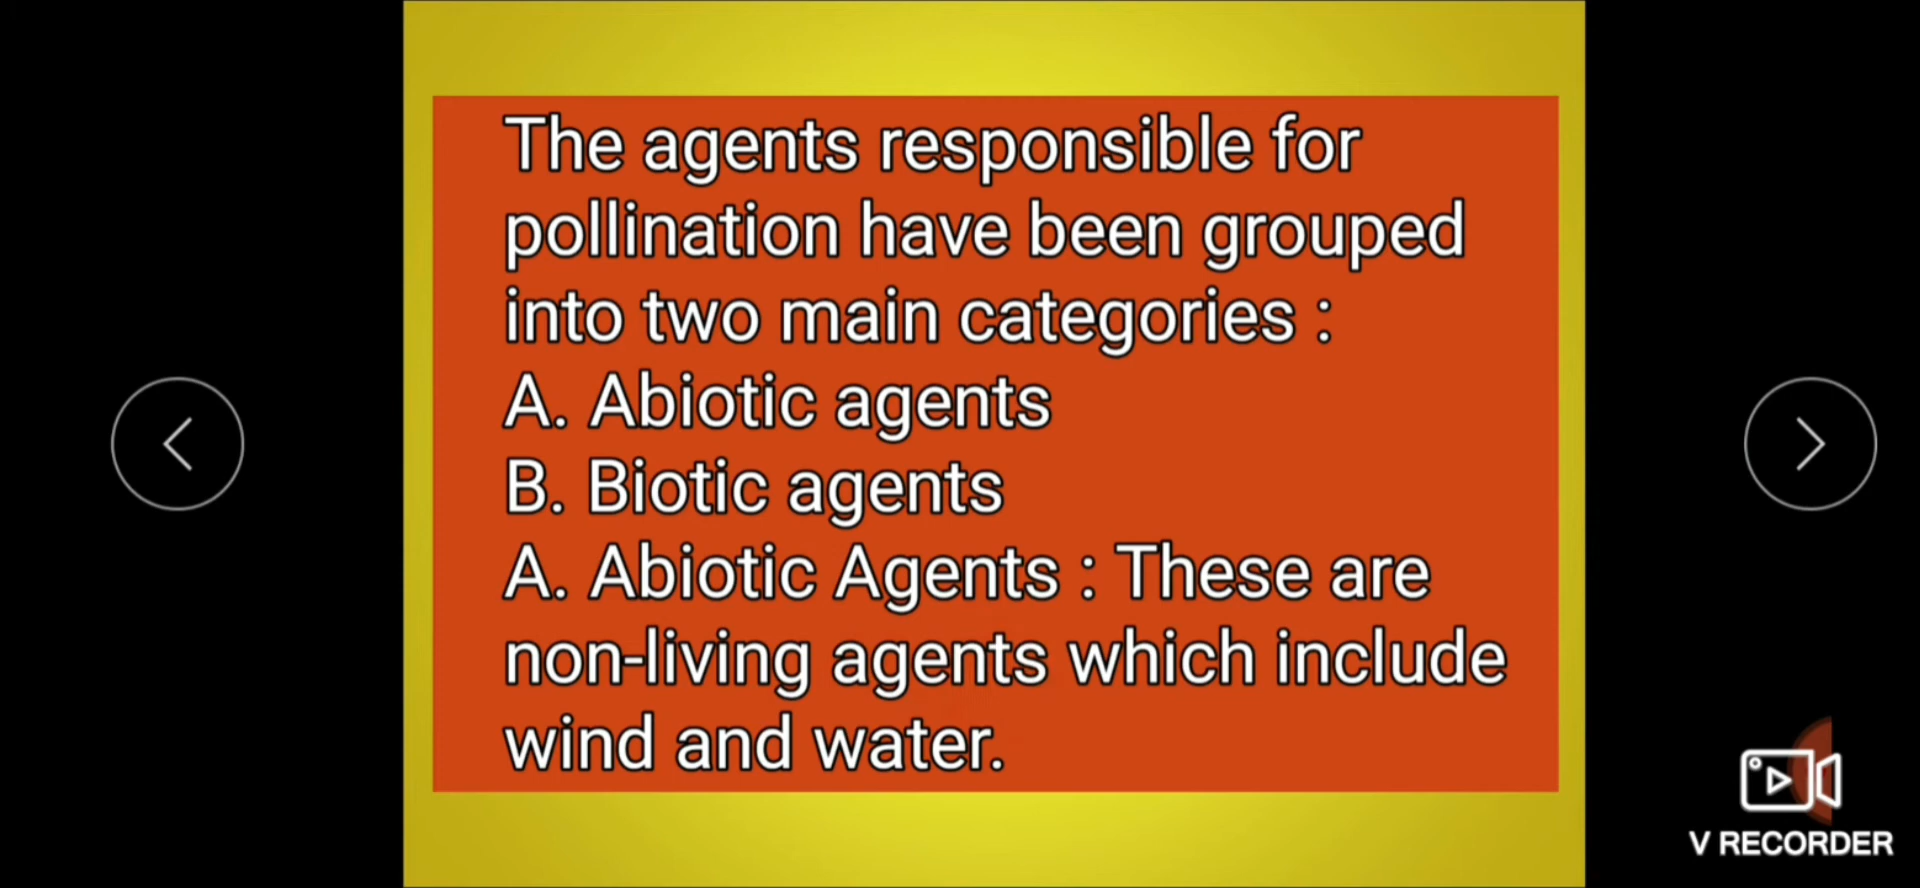 The agents responsible for
pollination have been grouped
into two main categories :
A. Abiotic agents
B. Biotic agents
A. Abiotic Agents : These are
non-living agents which include
wind and water.
V RECORDER